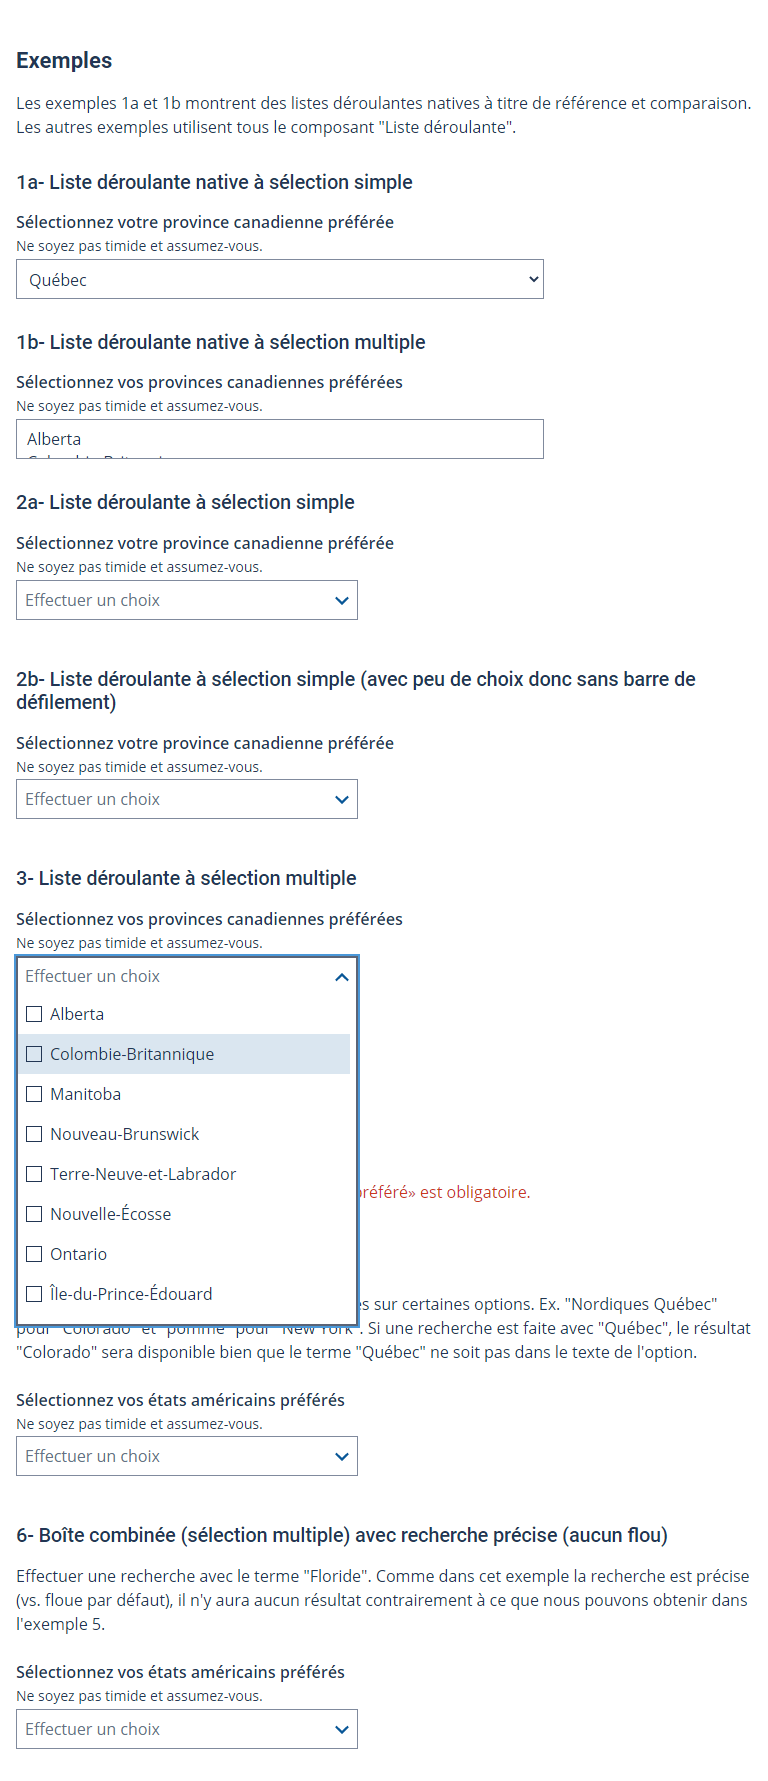 Exemples
Les exemples 1a et 1b montrent des listes déroulantes natives à titre de référence et comparaison.
Les autres exemples utilisent tous le composant "Liste déroulante".
1a- Liste déroulante native à sélection simple
Sélectionnez votre province canadienne préférée
Ne soyez pas timide et assumez-vous.
Québec
1b- Liste déroulante native à sélection multiple
Sélectionnez vos provinces canadiennes préférées
Ne soyez pas timide et assumez-vous.
Alberta
2a- Liste déroulante à sélection simple
Sélectionnez votre province canadienne préférée
Ne soyez pas timide et assumez-vous.
Effectuer un choix
2b- Liste déroulante à sélection simple (avec peu de choix donc sans barre de
défilement)
Sélectionnez votre province canadienne préférée
Ne soyez pas timide et assumez-vous.
Effectuer un choix
3- Liste déroulante à sélection multiple
Sélectionnez vos provinces canadiennes préférées
Ne soyez pas timide et assumez-vous.
Effectuer un choix
Alberta
Colombie-Britannique
Manitoba
Nouveau-Brunswick
Terre-Neuve-et-Labrador
préféré» est obligatoire.
Nouvelle-Écosse
Ontario
Île-du-Prince-Édouard
s sur certaines options. Ex. "Nordiques Québec"
pour "Colorado" et "pomme" pour "New York". Si une recherche est faite avec "Québec", le résultat
"Colorado" sera disponible bien que le terme "Québec" ne soit pas dans le texte de l'option.
Sélectionnez vos états américains préférés
Ne soyez pas timide et assumez-vous.
Effectuer un choix
6- Boîte combinée (sélection multiple) avec recherche précise (aucun flou)
Effectuer une recherche avec le terme "Floride". Comme dans cet exemple la recherche est précise
(vs. floue par défaut), il n'y aura aucun résultat contrairement à ce que nous pouvons obtenir dans
l'exemple 5.
Sélectionnez vos états américains préférés
Ne soyez pas timide et assumez-vous.
Effectuer un choix